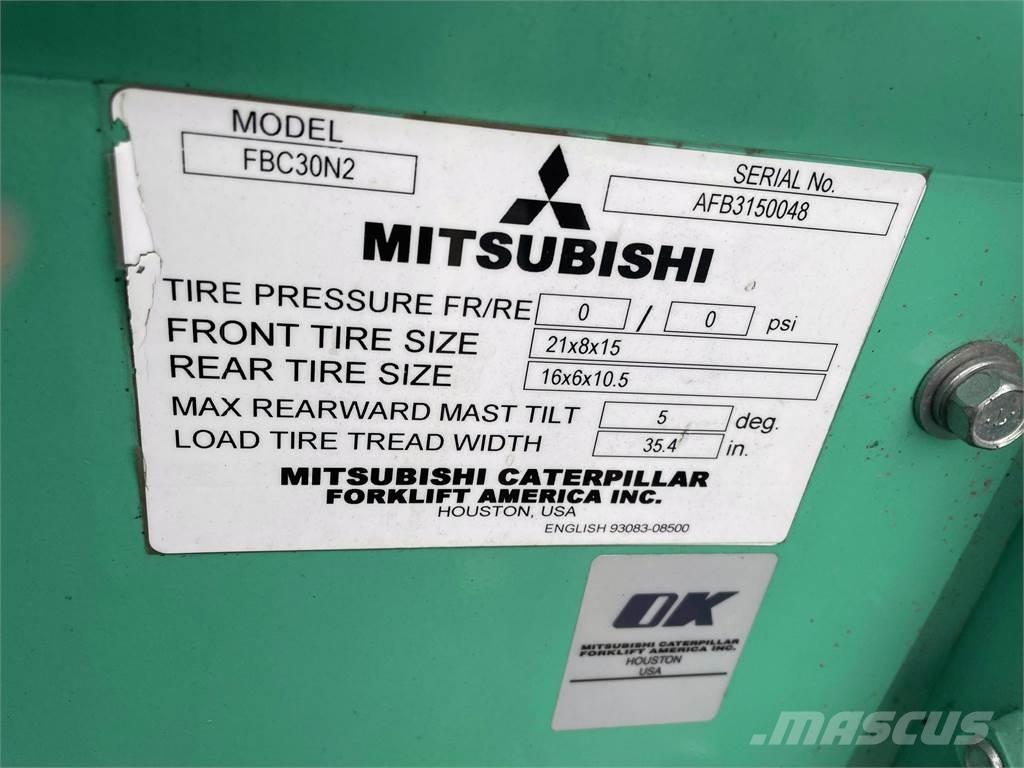 MODEL
FBC30N2
SERIAL No.
AFB3150048
MITSUBISHI
TIRE PRESSURE FR/RE 0 / 0 psi
FRONT TIRE SIZE 21x8x15
REAR TIRE SIZE 16x6x10.5
MAX REARWARD MAST TILT 5 deg.
LOAD TIRE TREAD WIDTH 35.4 in.
MITSUBISHI CATERPILLAR
FORKLIFT AMERICA INC.
HOUSTON, USA
ENGLISH 93083-08500
OK
MITSUBISHI CATERPILLAR
FORKLIFT AMERICA INC.
HOUSTON
USA
MASCUS